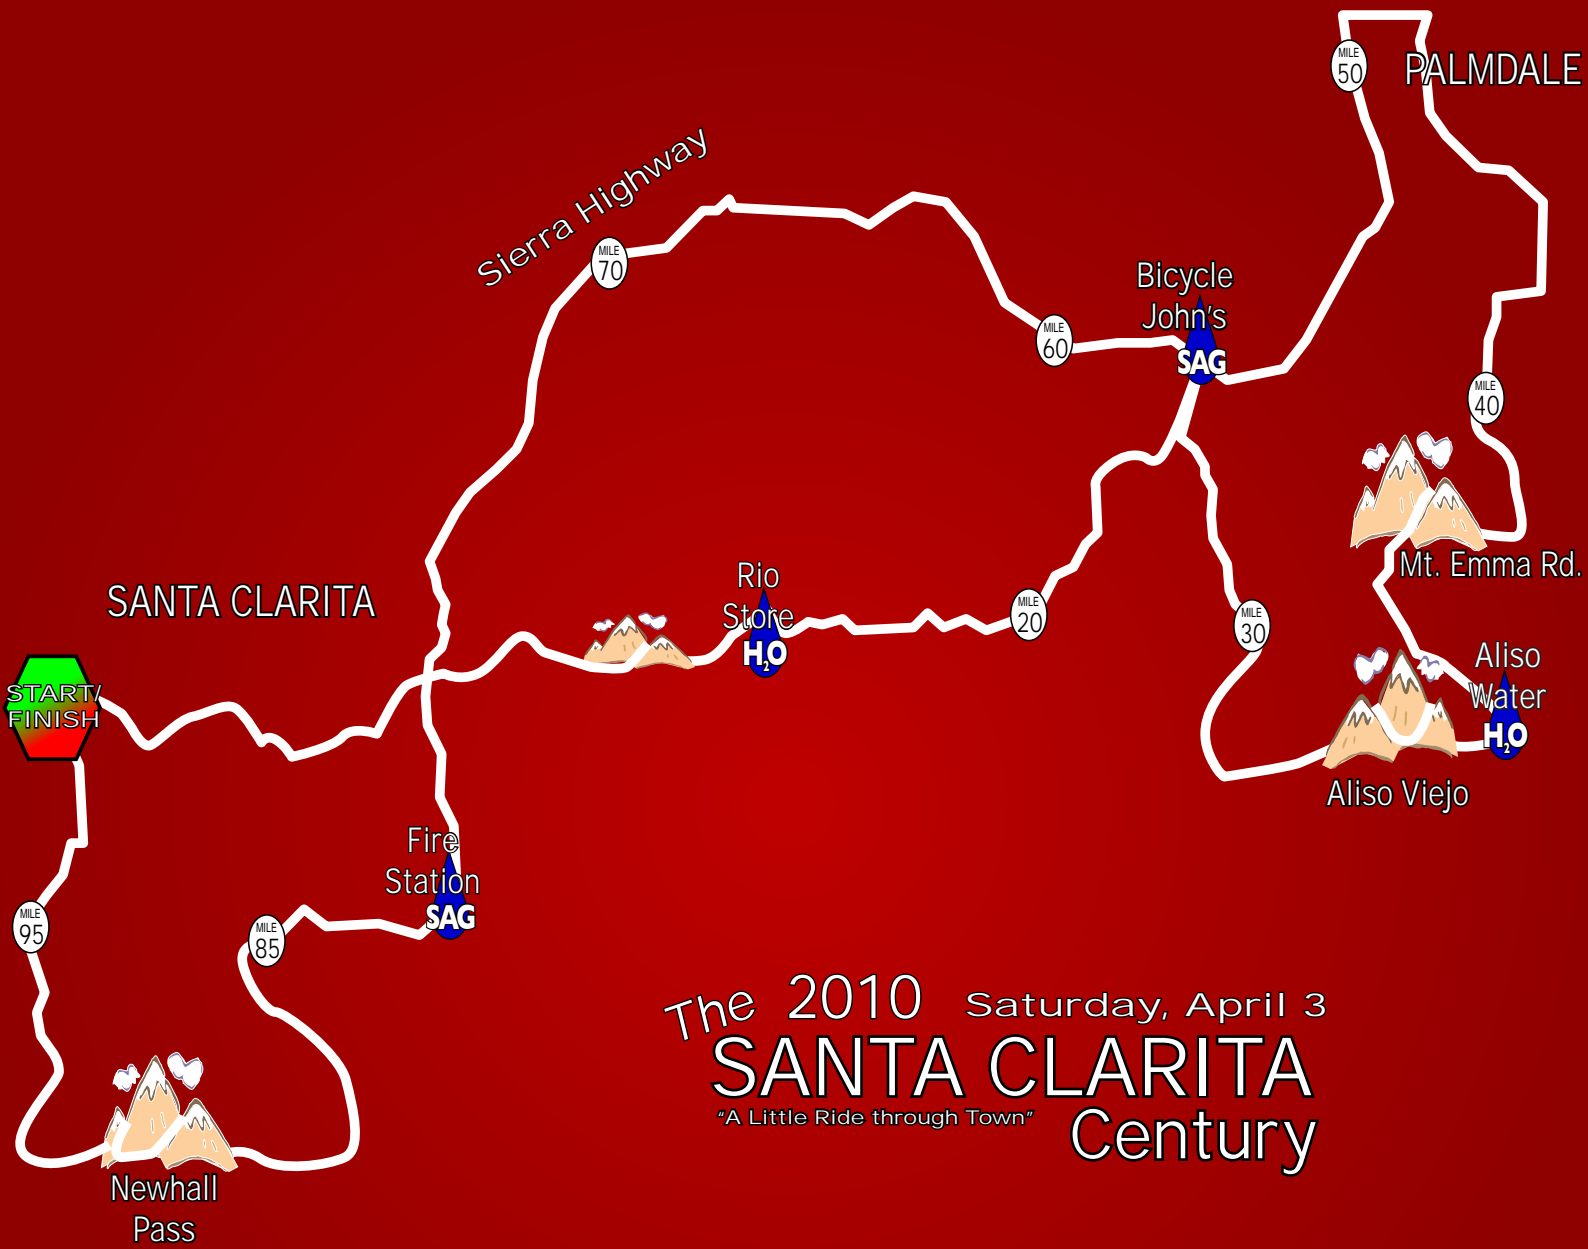 MILE
50
PALMDALE
Sierra Highway
MILE
70
Bicycle
John's
SAG
MILE
60
MILE
40
Mt. Emma Rd.
Rio
Store
H2O
SANTA CLARITA
MILE
20
MILE
30
Aliso
Water
H2O
START/
FINISH
Aliso Viejo
Fire
Station
SAG
MILE
95
MILE
85
Newhall
Pass
The 2010 Saturday, April 3
SANTA CLARITA
“A Little Ride through Town”
Century